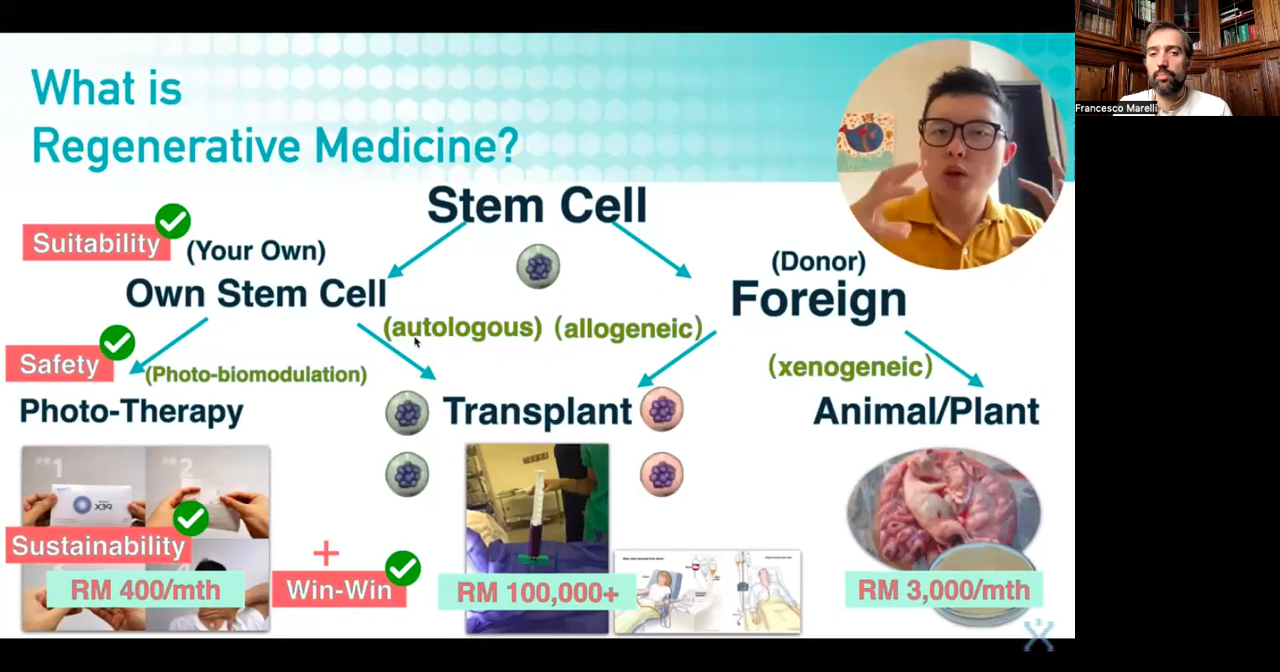 What is
Regenerative Medicine?
Francesco Marelli
Stem Cell
Suitability
(Your Own)
Own Stem Cell
(Donor)
Foreign
(autologous) (allogeneic)
Safety
(Photo-biomodulation)
(xenogeneic)
Photo-Therapy
Transplant
Animal/Plant
1
2
X39
Sustainability
RM 400/mth
+
Win-Win
RM 100,000+
RM 3,000/mth